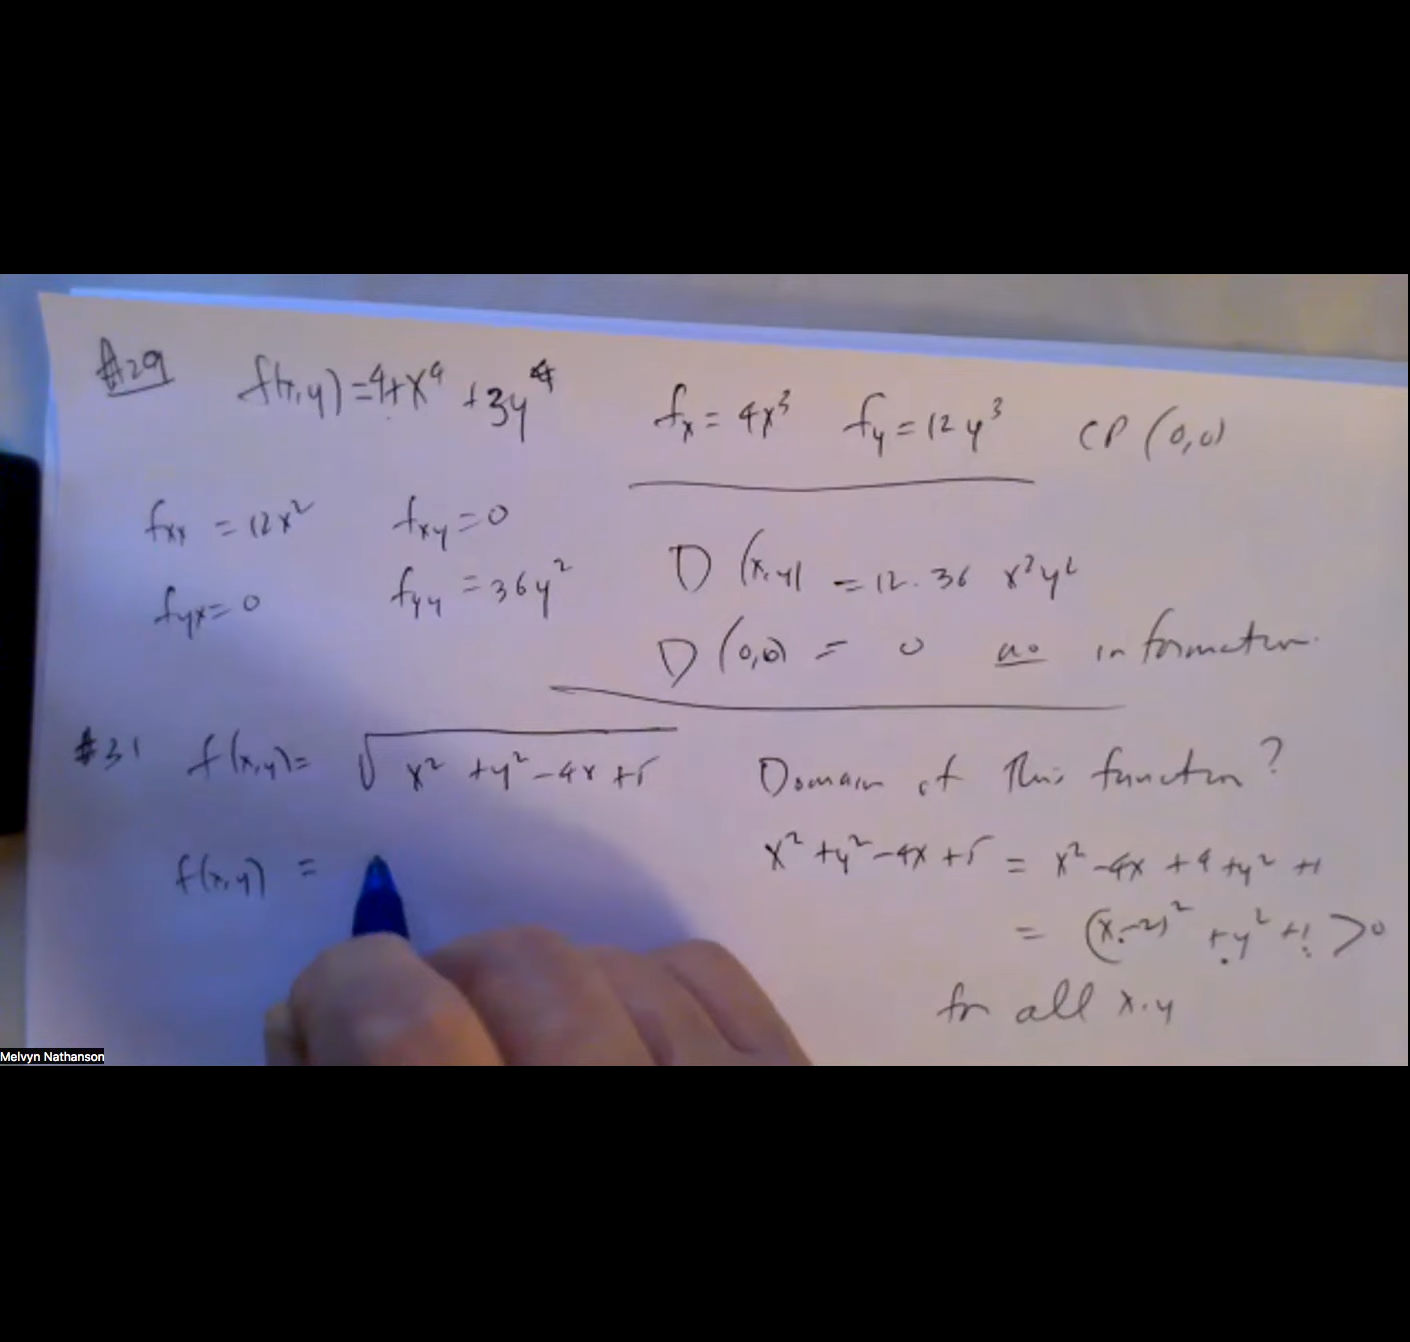 #29 f(x,y)=4+x⁴ +3y⁴ fx = 4x³ fy = 12y³ CP (0,0)
fxx = 12x² fxy = 0
D(x,y) = 12·36 x²y²
fyx = 0 fyy = 36y²
D(0,0) = 0 no information
#31 f(x,y) = √(x² + y² - 4x + 5) Domain of this function?
x² + y² - 4x + 5 = x² - 4x + 4 + y² + 1
f(x,y) =
= (x-2)² + y² + 1 > 0
for all x,y
Melvyn Nathanson